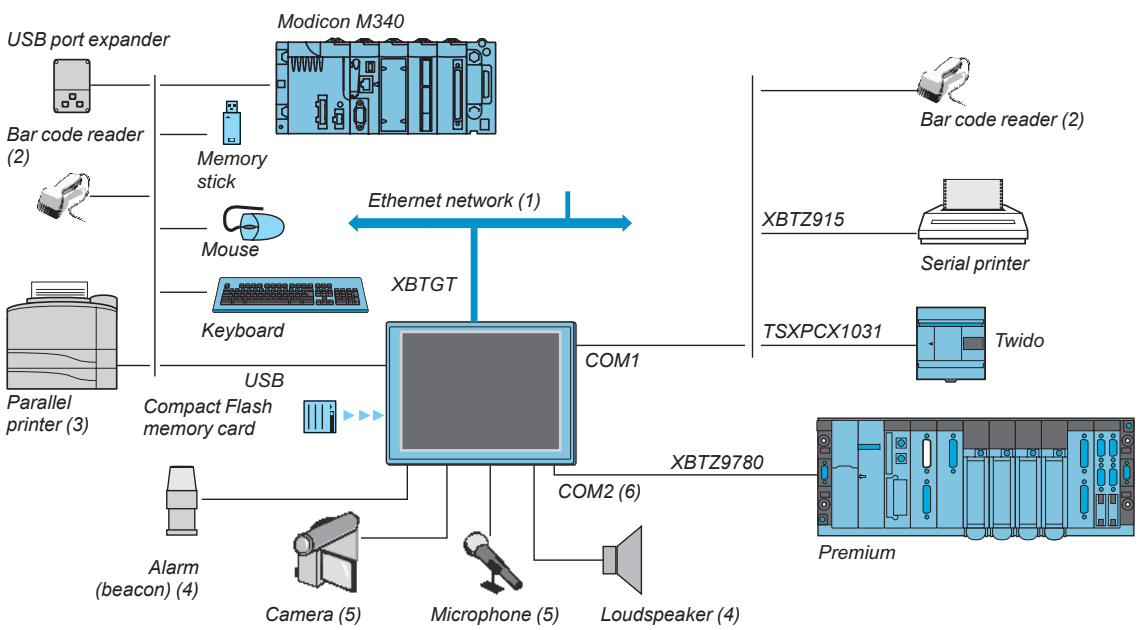 Modicon M340
USB port expander
Bar code reader
(2)
Memory
stick
Bar code reader (2)
Ethernet network (1)
XBTZ915
Mouse
Serial printer
XBTGT
Keyboard
TSXPCX1031
Twido
COM1
USB
Parallel
printer (3)
Compact Flash
memory card
XBTZ9780
COM2 (6)
Premium
Alarm
(beacon) (4)
Camera (5)
Microphone (5)
Loudspeaker (4)